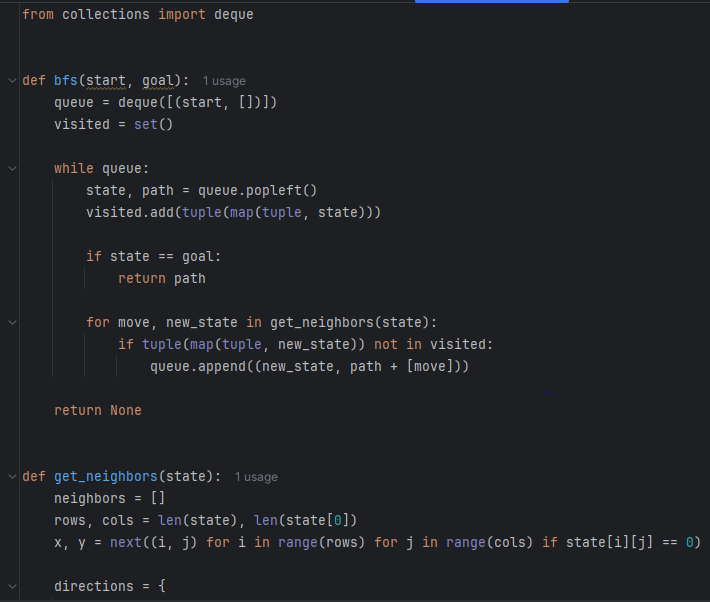 from collections import deque
def bfs(start, goal): 1 usage
queue = deque([(start, [])])
visited = set()
while queue:
state, path = queue.popleft()
visited.add(tuple(map(tuple, state)))
if state == goal:
return path
for move, new_state in get_neighbors(state):
if tuple(map(tuple, new_state)) not in visited:
queue.append((new_state, path + [move]))
return None
def get_neighbors(state): 1 usage
neighbors = []
rows, cols = len(state), len(state[0])
x, y = next((i, j) for i in range(rows) for j in range(cols) if state[i][j] == 0)
directions = {